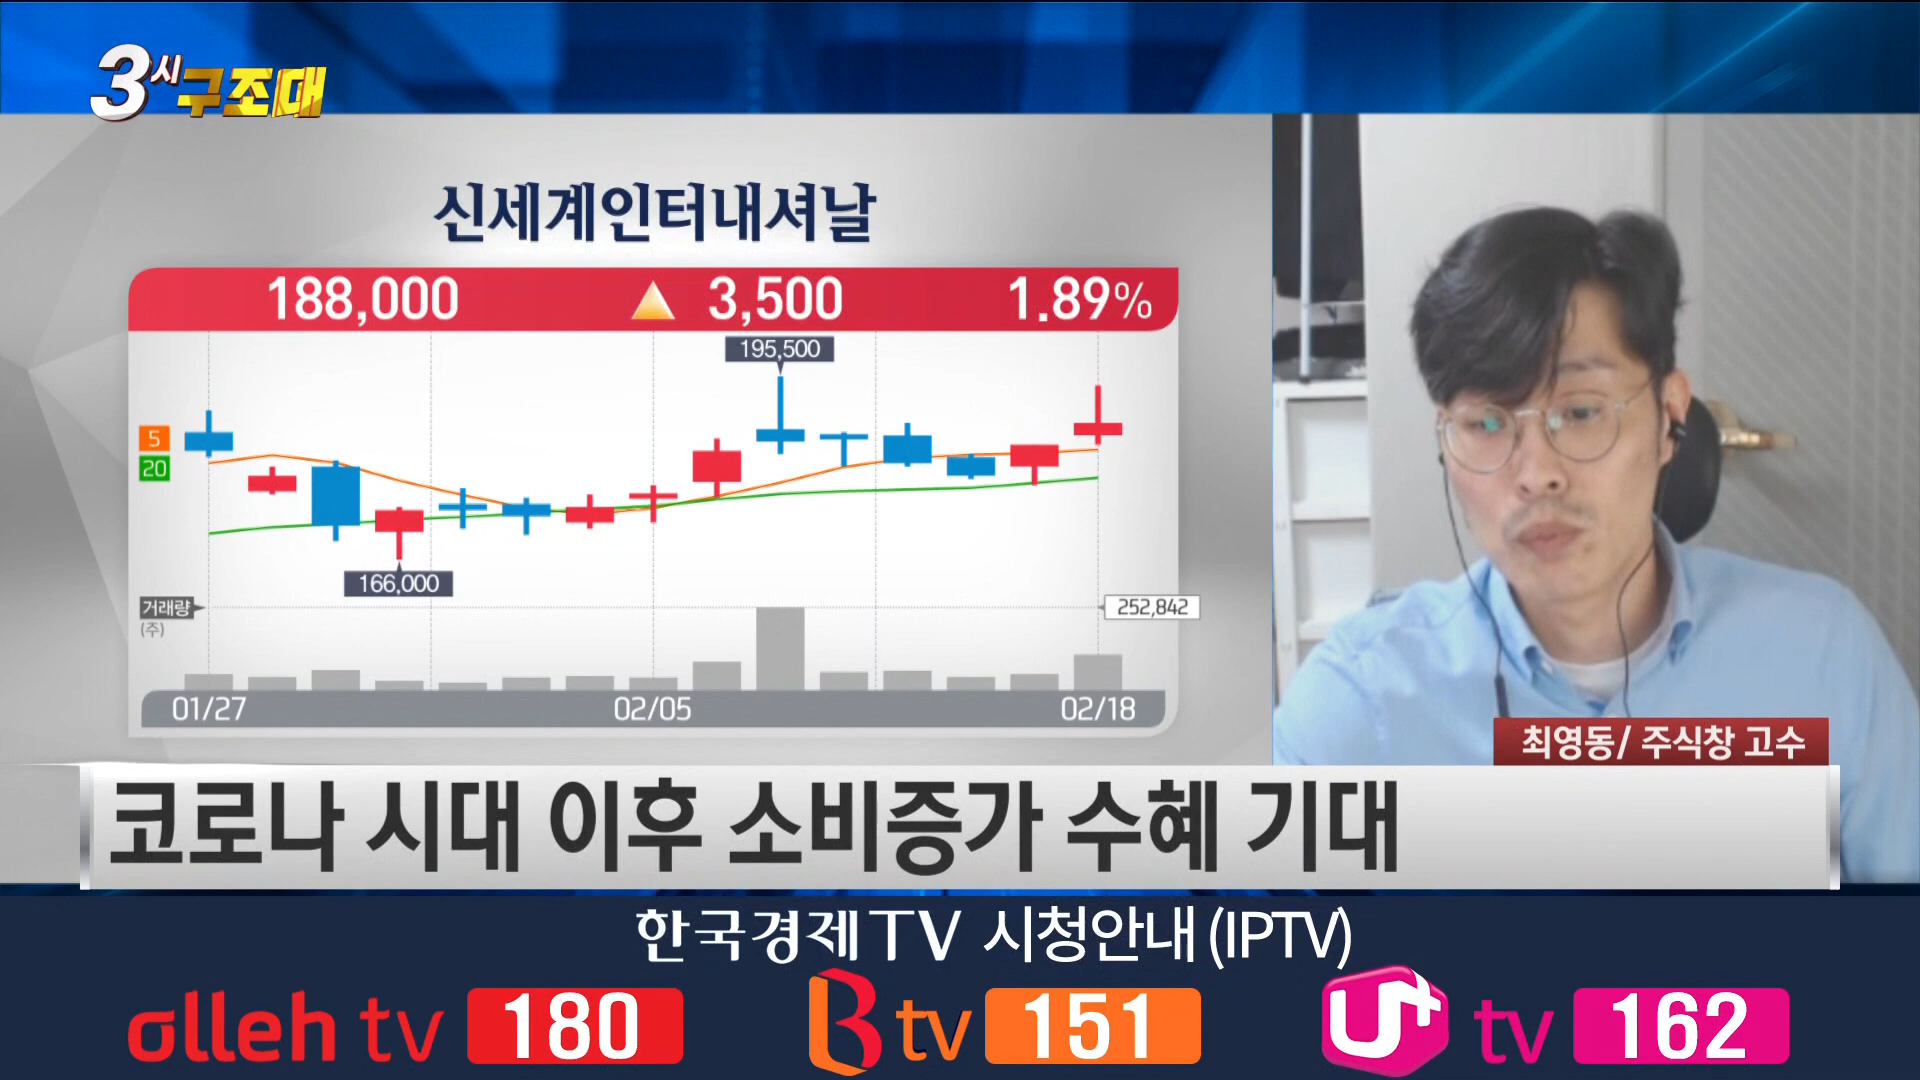 3시 구조대
신세계인터내셔날
188,000 ▲ 3,500 1.89%
195,500
5
20
166,000
거래량
(주)
252,842
01/27 02/05 02/18
최영동/ 주식창 고수
코로나 시대 이후 소비증가 수혜 기대
한국경제TV 시청안내(IPTV)
olleh tv 180 B tv 151 U+ tv 162